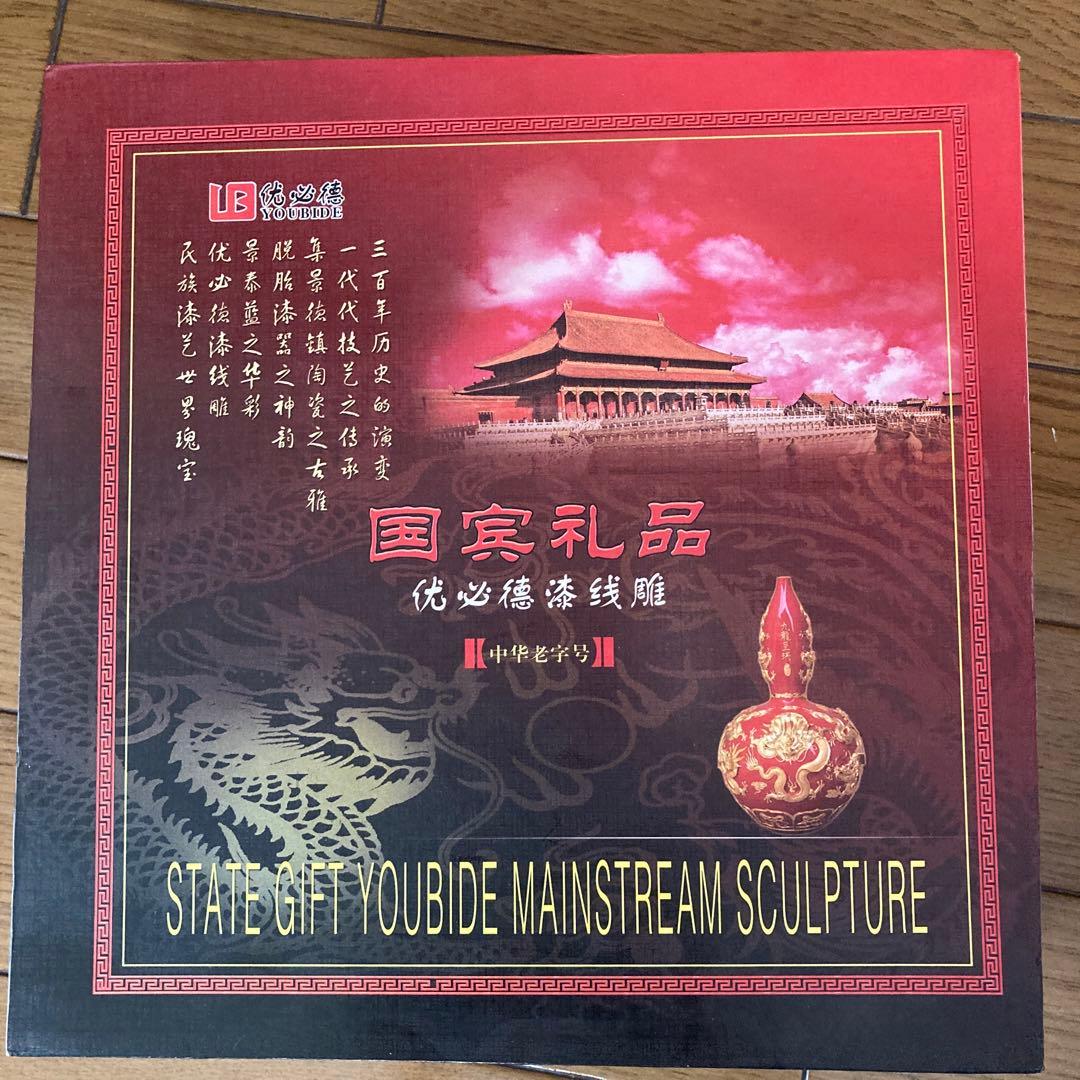 优必德
YOUBIDE
三百年历史的演变
一代代技艺之传承
集景德镇陶瓷之古雅
脱胎漆器之神韵
景泰蓝之华彩
优必德漆线雕
民族漆艺世界瑰宝
国宾礼品
优必德漆线雕
【中华老字号】
STATE GIFT YOUBIDE MAINSTREAM SCULPTURE